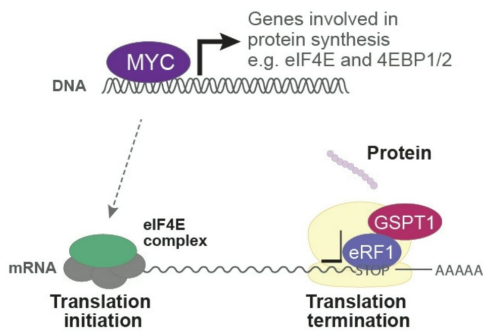 Genes involved in
protein synthesis
e.g. eIF4E and 4EBP1/2
MYC
DNA
Protein
GSPT1
eIF4E
complex
eRF1
mRNA
STOP
AAAAA
Translation
initiation
Translation
termination